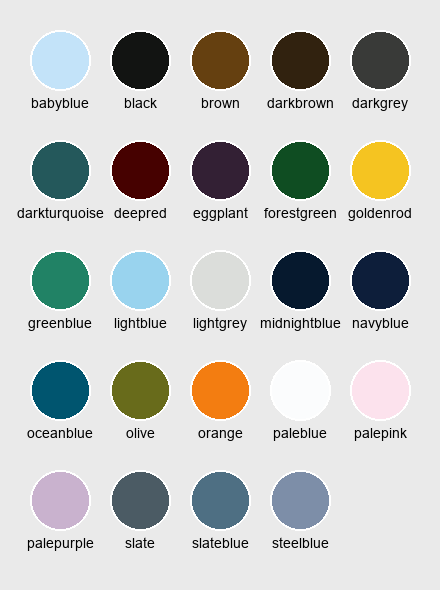 babyblue black brown darkbrown darkgrey
darkturquoise deepred eggplant forestgreen goldenrod
greenblue lightblue lightgrey midnightblue navyblue
oceanblue olive orange paleblue palepink
palepurple slate slateblue steelblue